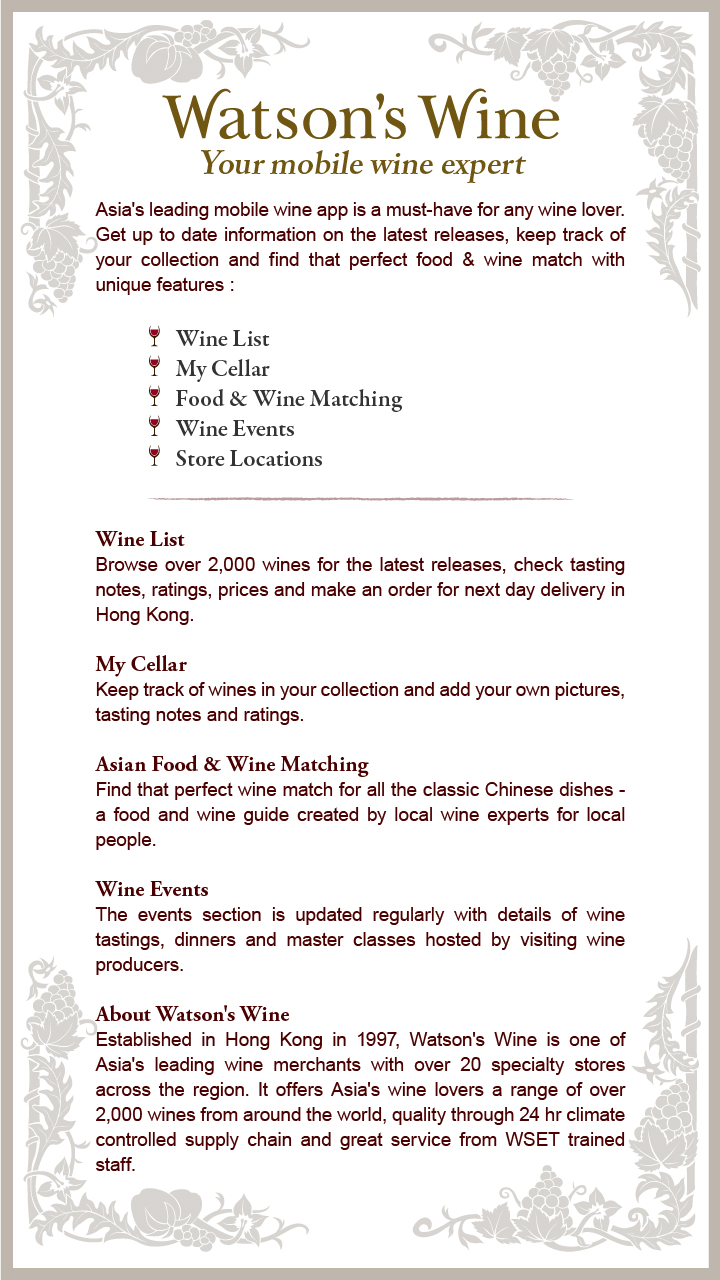 Watson's Wine
Your mobile wine expert
Asia's leading mobile wine app is a must-have for any wine lover.
Get up to date information on the latest releases, keep track of
your collection and find that perfect food & wine match with
unique features :
Wine List
My Cellar
Food & Wine Matching
Wine Events
Store Locations
Wine List
Browse over 2,000 wines for the latest releases, check tasting
notes, ratings, prices and make an order for next day delivery in
Hong Kong.
My Cellar
Keep track of wines in your collection and add your own pictures,
tasting notes and ratings.
Asian Food & Wine Matching
Find that perfect wine match for all the classic Chinese dishes -
a food and wine guide created by local wine experts for local
people.
Wine Events
The events section is updated regularly with details of wine
tastings, dinners and master classes hosted by visiting wine
producers.
About Watson's Wine
Established in Hong Kong in 1997, Watson's Wine is one of
Asia's leading wine merchants with over 20 specialty stores
across the region. It offers Asia's wine lovers a range of over
2,000 wines from around the world, quality through 24 hr climate
controlled supply chain and great service from WSET trained
staff.